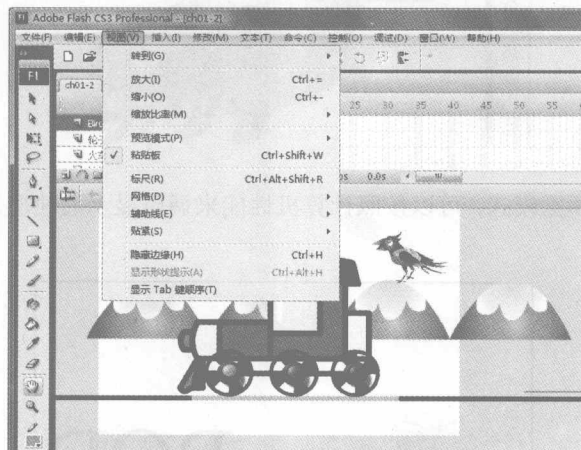 Adobe Flash CS3 Professional - [ch01-2]
文件(F) 编辑(E) 视图(V) 插入(I) 修改(M) 文本(T) 命令(C) 控制(O) 调试(D) 窗口(W) 帮助(H)
转到(G)
ch01-2
放大(I) Ctrl+=
缩小(O) Ctrl+-
缩放比率(M)
25 30 35 40 45 50 55
预览模式(P)
粘贴板 Ctrl+Shift+W
标尺(R) Ctrl+Alt+Shift+R
0.0s
网格(D)
辅助线(E)
贴紧(S)
隐藏边缘(H) Ctrl+H
显示形状提示(A) Ctrl+Alt+H
显示 Tab 键顺序(T)